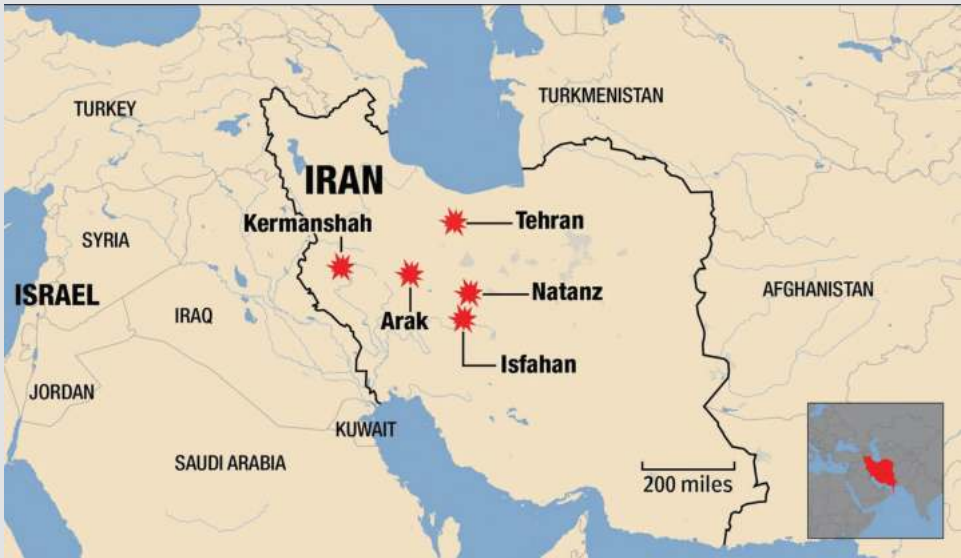 TURKEY
TURKMENISTAN
IRAN
Kermanshah
Tehran
SYRIA
ISRAEL
Natanz
AFGHANISTAN
IRAQ
Arak
Isfahan
JORDAN
KUWAIT
SAUDI ARABIA
200 miles